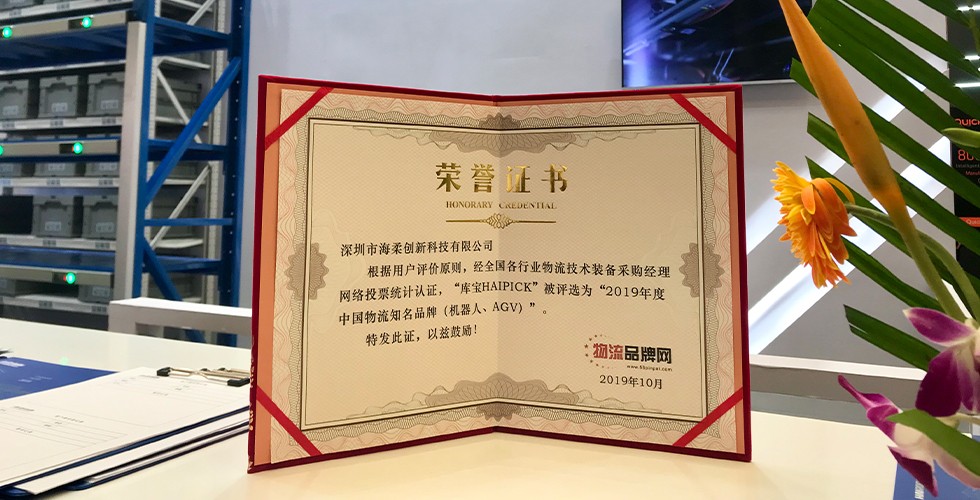 荣誉证书
HONORARY CREDENTIAL
深圳市海柔创新科技有限公司
根据用户评价原则，经全国各行业物流技术装备采购经理
网络投票统计认证，“库宝HAIPICK”被评选为“2019年度
中国物流知名品牌（机器人、AGV）”。
特发此证，以兹鼓励！
物流品牌网
2019年10月
QUICK